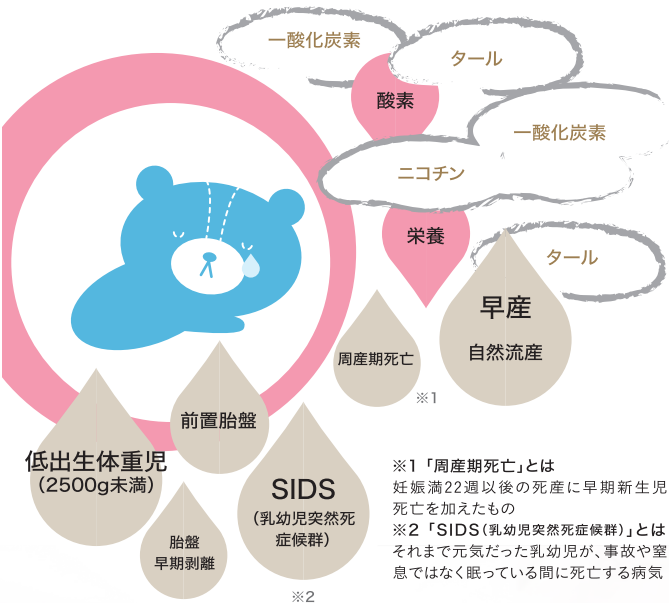 一酸化炭素
タール
酸素
一酸化炭素
ニコチン
栄養
タール
早産
自然流産
周産期死亡
※1
前置胎盤
低出生体重児
（2500g未満）
SIDS
（乳幼児突然死
症候群）
胎盤
早期剥離
※2
※1「周産期死亡」とは
妊娠満22週以後の死産に早期新生児
死亡を加えたもの
※2「SIDS（乳幼児突然死症候群）」とは
それまで元気だった乳幼児が、事故や窒
息ではなく眠っている間に死亡する病気